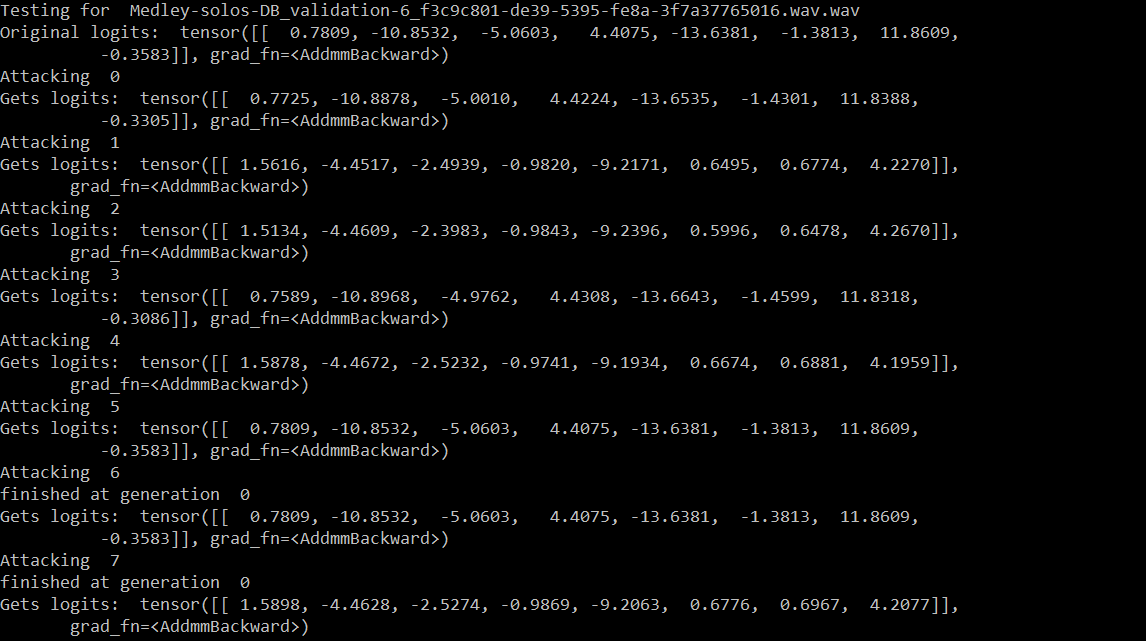 Testing for  Medley-solos-DB_validation-6_f3c9c801-de39-5395-fe8a-3f7a37765016.wav.wav
Original logits:  tensor([[  0.7809, -10.8532,  -5.0603,   4.4075, -13.6381,  -1.3813,  11.8609,
          -0.3583]], grad_fn=<AddmmBackward>)
Attacking  0
Gets logits:  tensor([[  0.7725, -10.8878,  -5.0010,   4.4224, -13.6535,  -1.4301,  11.8388,
          -0.3305]], grad_fn=<AddmmBackward>)
Attacking  1
Gets logits:  tensor([[ 1.5616, -4.4517, -2.4939, -0.9820, -9.2171,  0.6495,  0.6774,  4.2270]],
       grad_fn=<AddmmBackward>)
Attacking  2
Gets logits:  tensor([[ 1.5134, -4.4609, -2.3983, -0.9843, -9.2396,  0.5996,  0.6478,  4.2670]],
       grad_fn=<AddmmBackward>)
Attacking  3
Gets logits:  tensor([[  0.7589, -10.8968,  -4.9762,   4.4308, -13.6643,  -1.4599,  11.8318,
          -0.3086]], grad_fn=<AddmmBackward>)
Attacking  4
Gets logits:  tensor([[ 1.5878, -4.4672, -2.5232, -0.9741, -9.1934,  0.6674,  0.6881,  4.1959]],
       grad_fn=<AddmmBackward>)
Attacking  5
Gets logits:  tensor([[  0.7809, -10.8532,  -5.0603,   4.4075, -13.6381,  -1.3813,  11.8609,
          -0.3583]], grad_fn=<AddmmBackward>)
Attacking  6
finished at generation  0
Gets logits:  tensor([[  0.7809, -10.8532,  -5.0603,   4.4075, -13.6381,  -1.3813,  11.8609,
          -0.3583]], grad_fn=<AddmmBackward>)
Attacking  7
finished at generation  0
Gets logits:  tensor([[ 1.5898, -4.4628, -2.5274, -0.9869, -9.2063,  0.6776,  0.6967,  4.2077]],
       grad_fn=<AddmmBackward>)